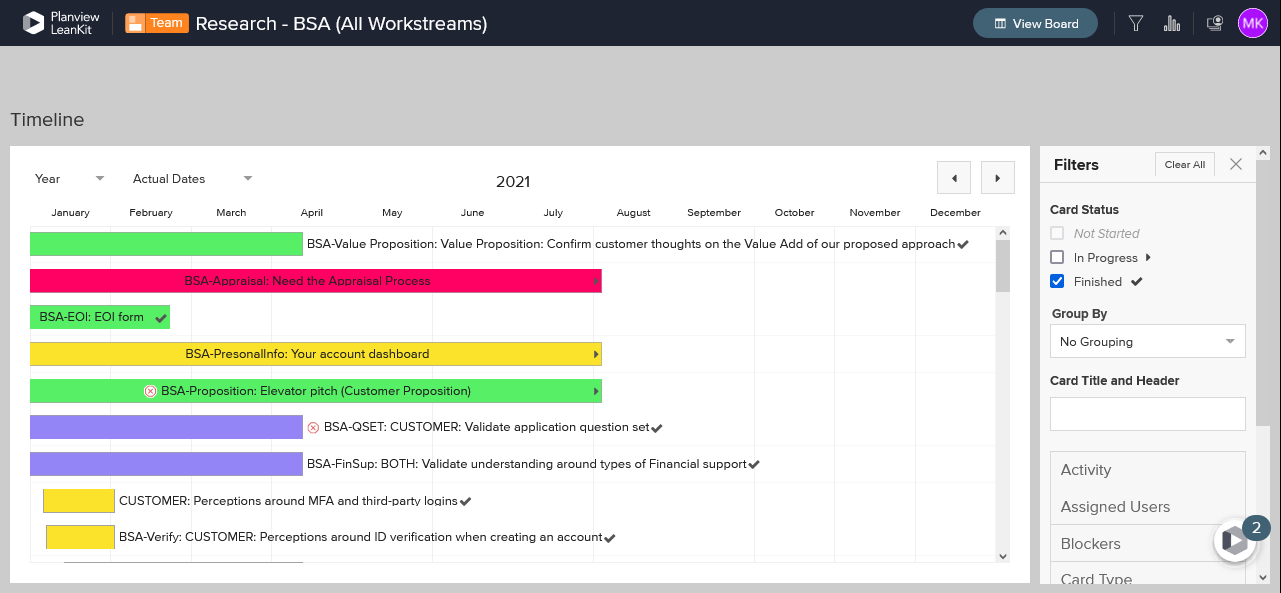 Planview
LeanKit
Team
Research - BSA (All Workstreams)
View Board
MK
Timeline
Year
Actual Dates
2021
January
February
March
April
May
June
July
August
September
October
November
December
BSA-Value Proposition: Value Proposition: Confirm customer thoughts on the Value Add of our proposed approach
BSA-Appraisal: Need the Appraisal Process
BSA-EOI: EOI form
BSA-PresonalInfo: Your account dashboard
BSA-Proposition: Elevator pitch (Customer Proposition)
BSA-QSET: CUSTOMER: Validate application question set
BSA-FinSup: BOTH: Validate understanding around types of Financial support
CUSTOMER: Perceptions around MFA and third-party logins
BSA-Verify: CUSTOMER: Perceptions around ID verification when creating an account
Filters
Clear All
Card Status
Not Started
In Progress
Finished
Group By
No Grouping
Card Title and Header
Activity
Assigned Users
Blockers
Card Type
2